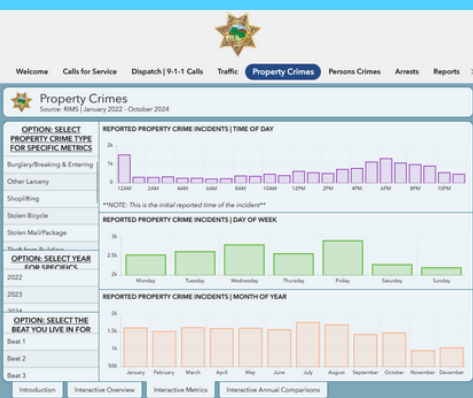 Welcome Calls for Service Dispatch | 9-1-1 Calls Traffic Property Crimes Persons Crimes Arrests Reports
Property Crimes
Source: RIMS | January 2022 - October 2024
OPTION: SELECT
PROPERTY CRIME TYPE
FOR SPECIFIC METRICS
Burglary/Breaking & Entering
Other Larceny
Shoplifting
Stolen Bicycle
Stolen Mail/Package
Theft from Building
OPTION: SELECT YEAR
FOR SPECIFICS
2022
2023
2024
OPTION: SELECT THE
BEAT YOU LIVE IN FOR
Beat 1
Beat 2
Beat 3
REPORTED PROPERTY CRIME INCIDENTS | TIME OF DAY
2k
1k
0
12AM 2AM 4AM 6AM 8AM 10AM 12PM 2PM 4PM 6PM 8PM 10PM
**NOTE: This is the initial reported time of the incident**
REPORTED PROPERTY CRIME INCIDENTS | DAY OF WEEK
3k
2.5k
2k
Monday Tuesday Wednesday Thursday Friday Saturday Sunday
REPORTED PROPERTY CRIME INCIDENTS | MONTH OF YEAR
2k
1.5k
1k
500
January February March April May June July August September October November December
Introduction Interactive Overview Interactive Metrics Interactive Annual Comparisons